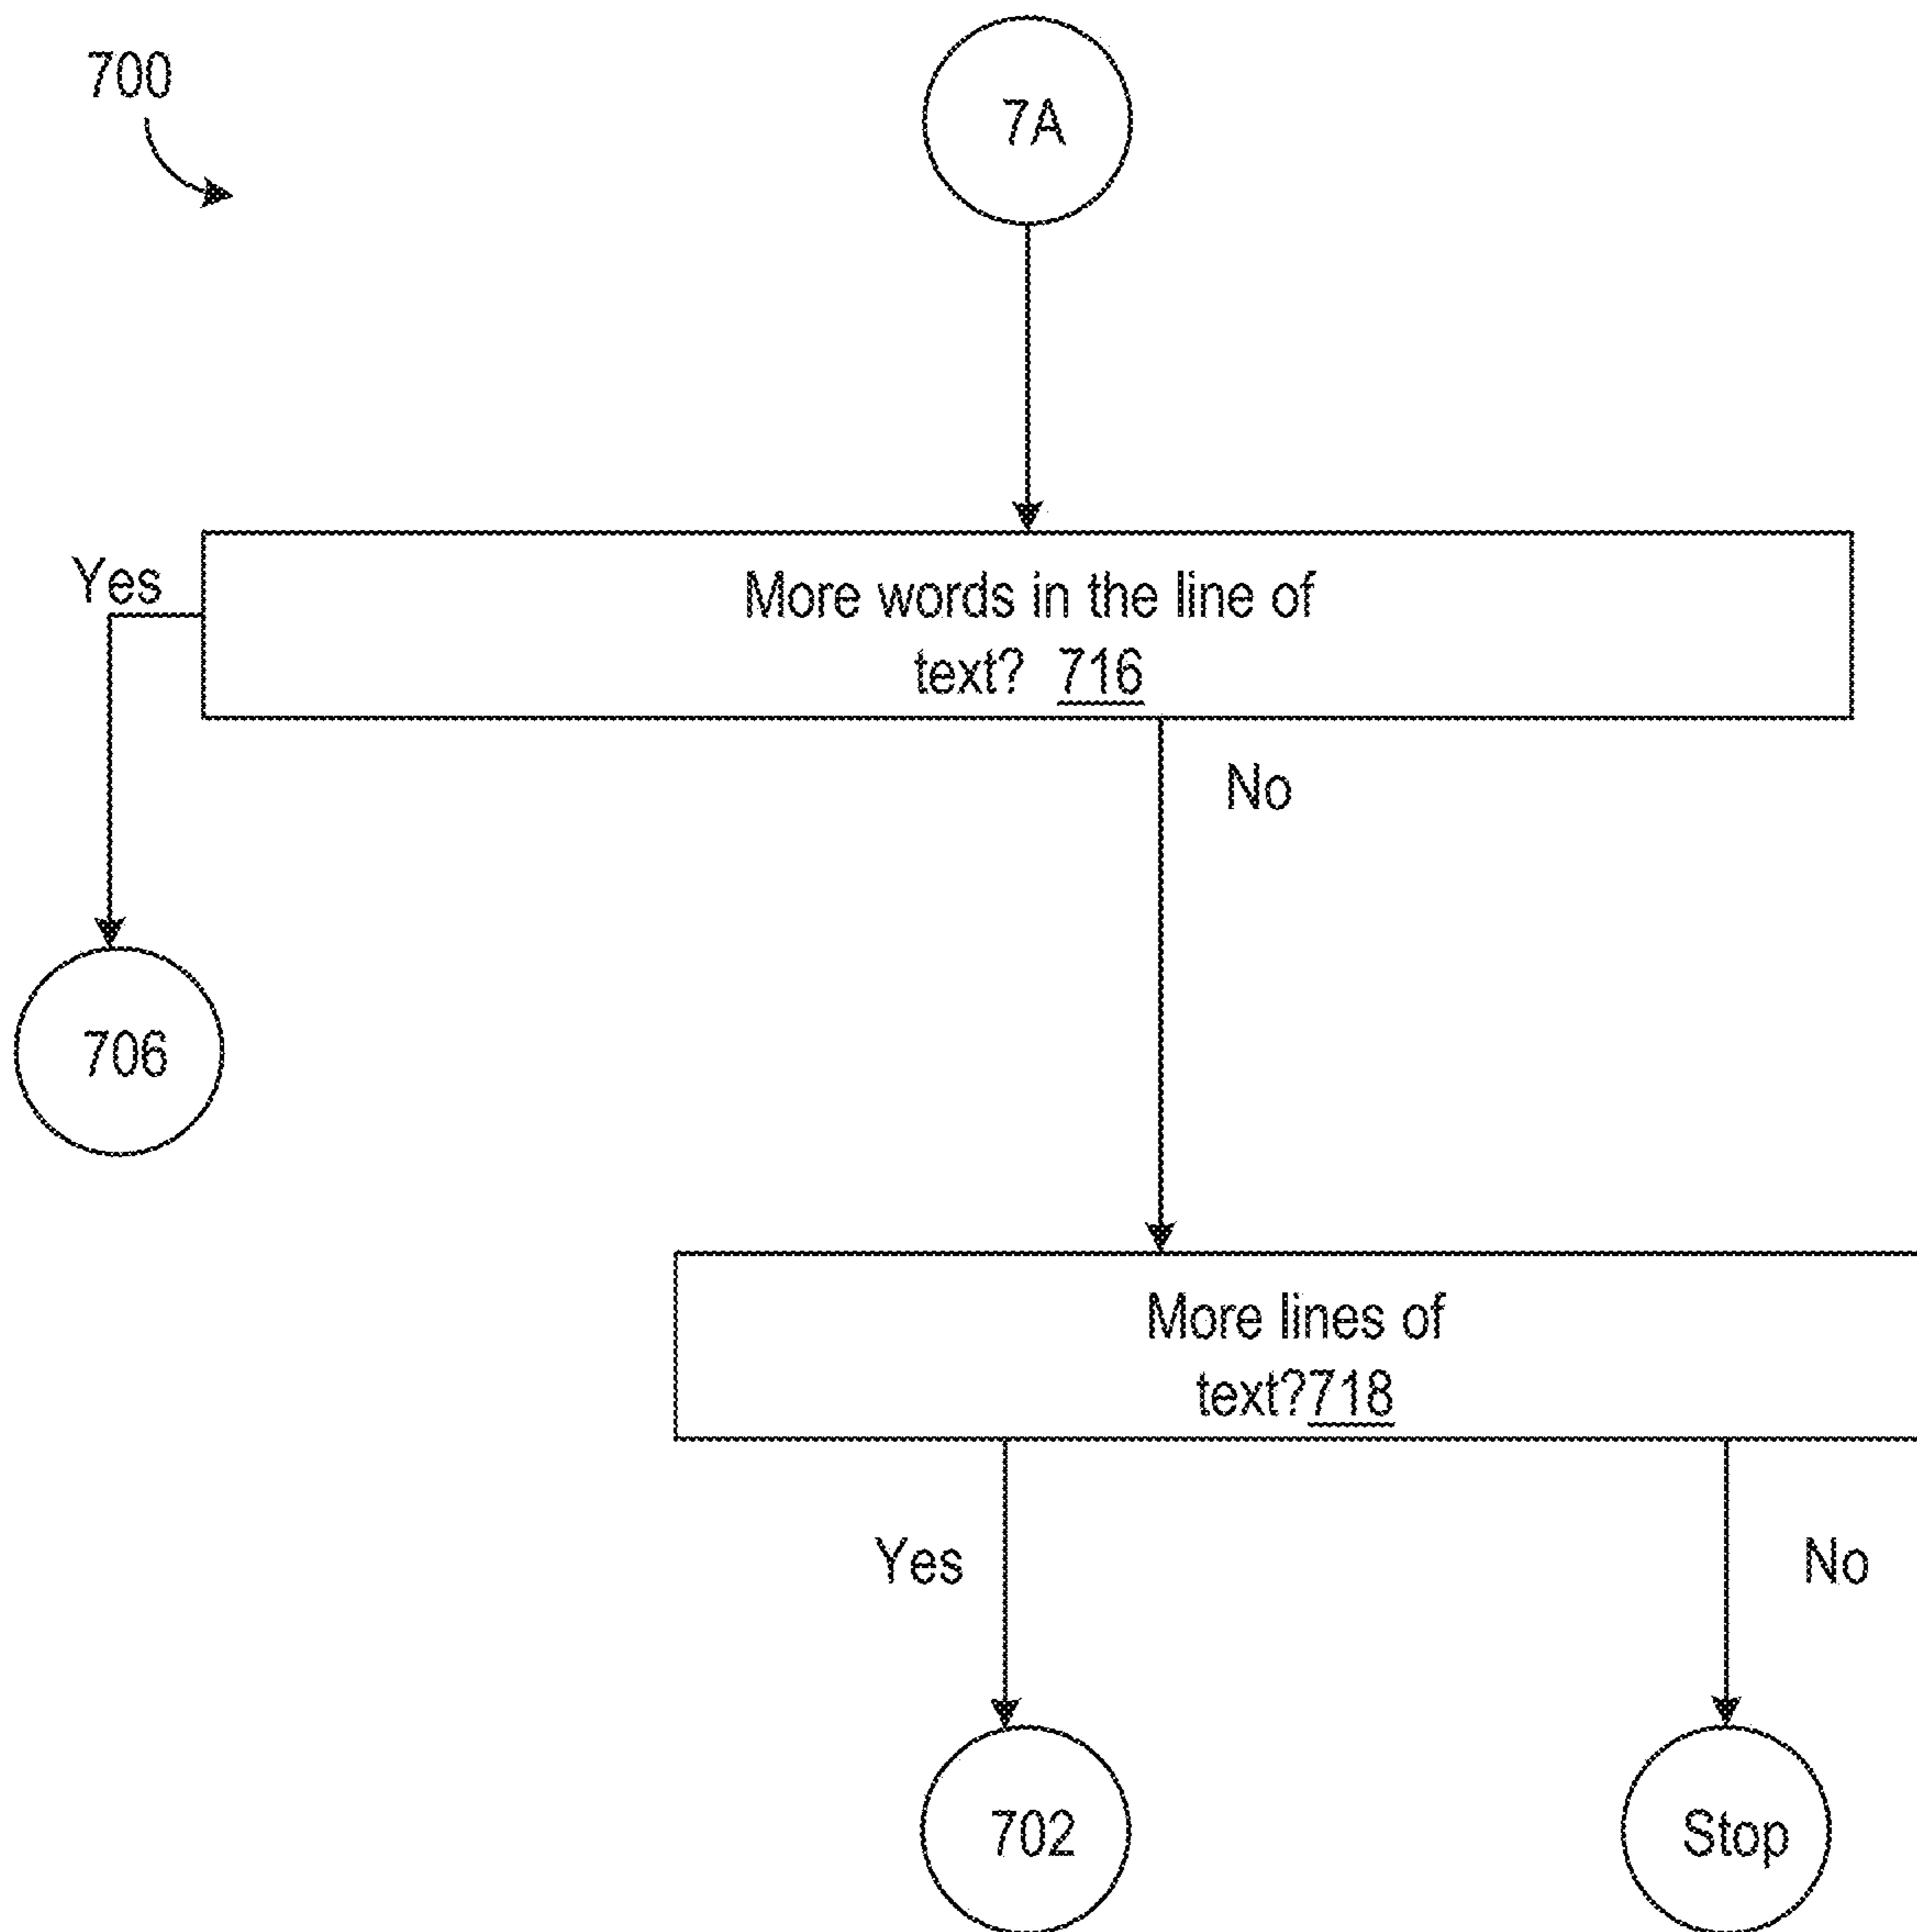 700
7A
Yes
More words in the line of
text? 716
No
706
More lines of
text?718
Yes
No
702
Stop